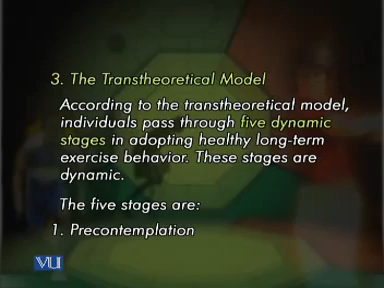 3. The Transtheoretical Model
According to the transtheoretical model,
individuals pass through five dynamic
stages in adopting healthy long-term
exercise behavior. These stages are
dynamic.
The five stages are:
1. Precontemplation
VU